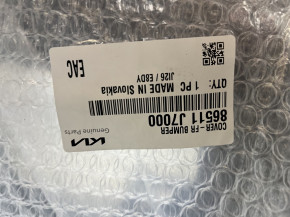 KIA
Genuine Parts
COVER-FR BUMPER
86511 J7000
QTY: 1 PC MADE IN Slovakia
JI26 / EBDY
EAC